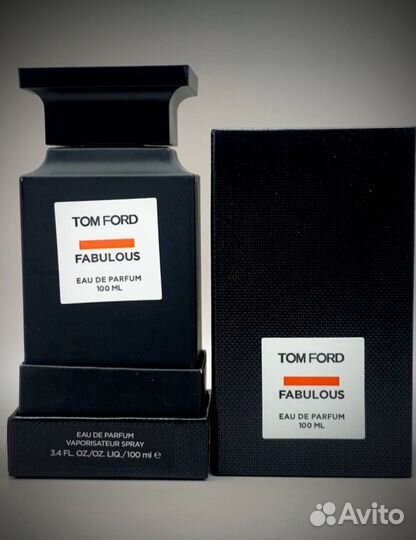 TOM FORD
FABULOUS
EAU DE PARFUM
100 ML
EAU DE PARFUM
VAPORISATEUR SPRAY
3.4 FL. OZ./OZ. LIQ./100 ml ℮
TOM FORD
FABULOUS
EAU DE PARFUM
100 ML
Avito